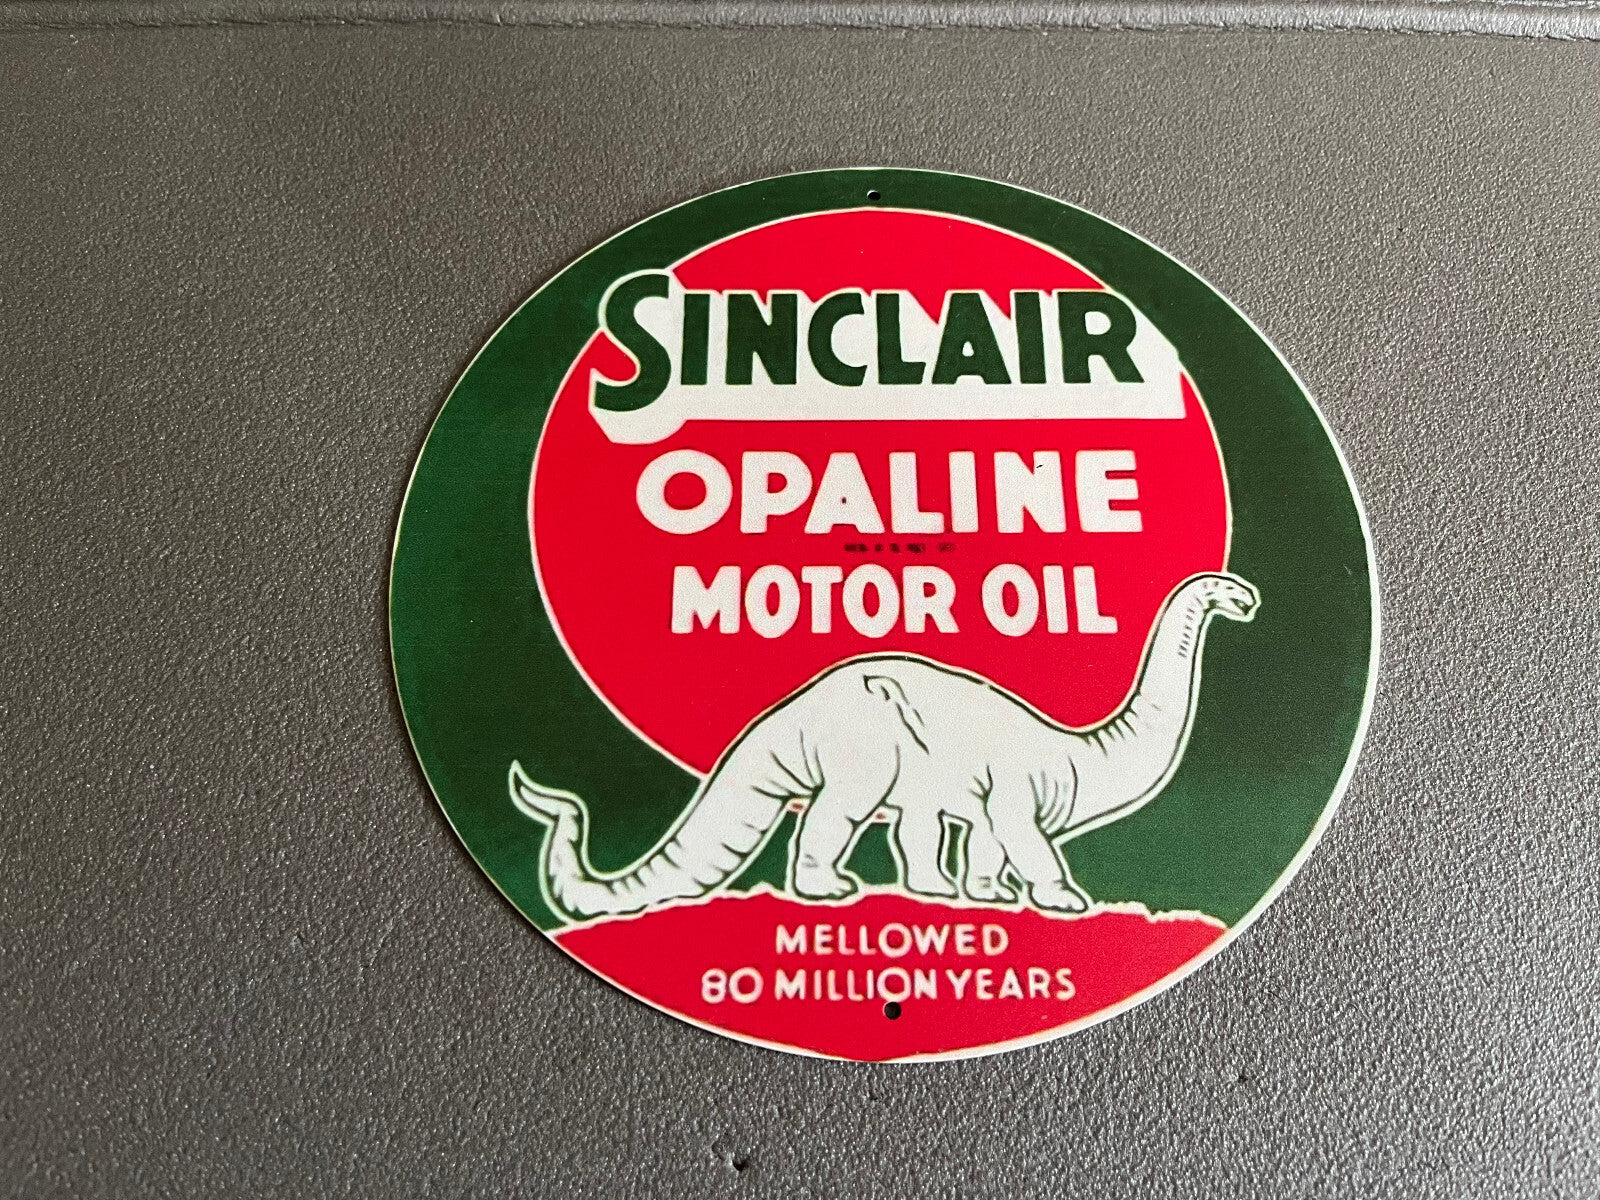 SINCLAIR
OPALINE
MOTOR OIL
MELLOWED
80 MILLION YEARS